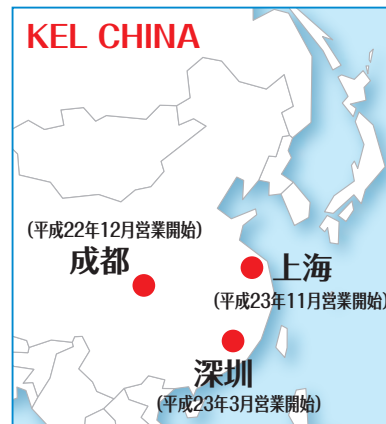 KEL CHINA
(平成22年12月営業開始)
成都
上海
(平成23年11月営業開始)
深圳
(平成23年3月営業開始)